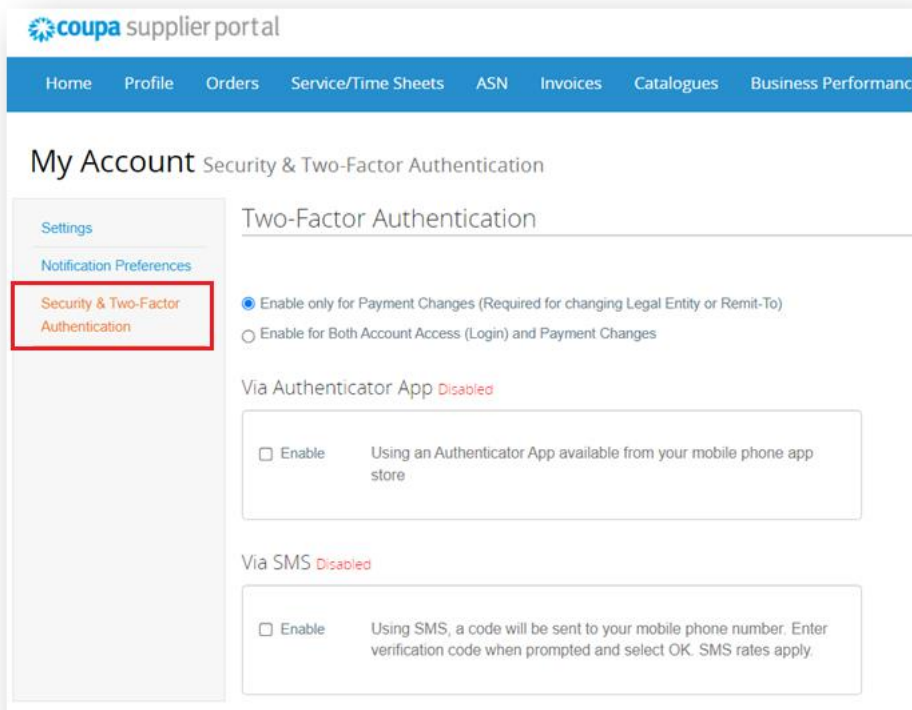 coupa supplier portal
Home Profile Orders Service/Time Sheets ASN Invoices Catalogues Business Performanc
My Account Security & Two-Factor Authentication
Settings
Notification Preferences
Security & Two-Factor
Authentication
Two-Factor Authentication
Enable only for Payment Changes (Required for changing Legal Entity or Remit-To)
Enable for Both Account Access (Login) and Payment Changes
Via Authenticator App Disabled
Enable Using an Authenticator App available from your mobile phone app
store
Via SMS Disabled
Enable Using SMS, a code will be sent to your mobile phone number. Enter
verification code when prompted and select OK. SMS rates apply.